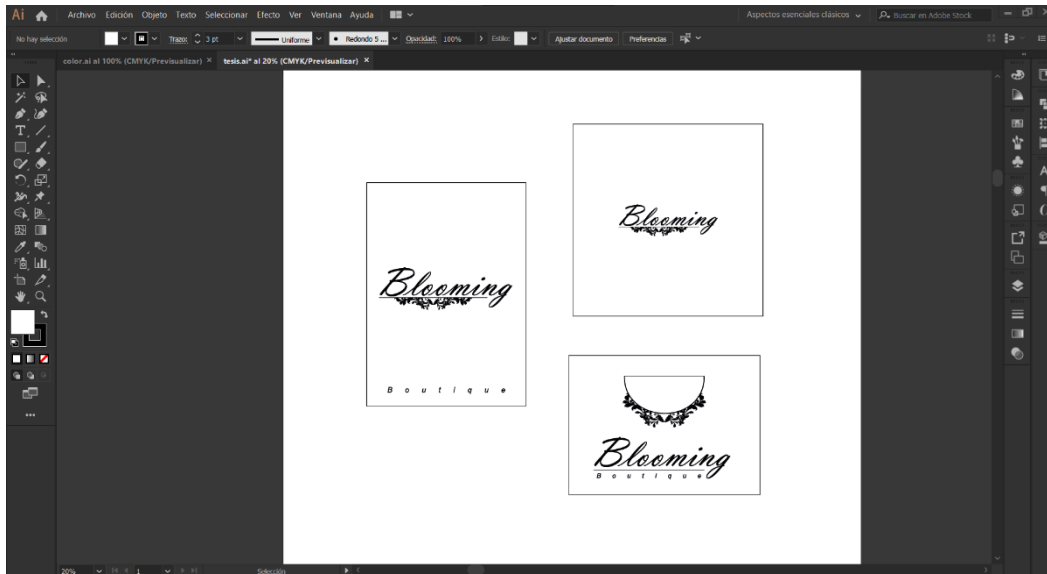 Ai Archivo Edición Objeto Texto Seleccionar Efecto Ver Ventana Ayuda Aspectos esenciales clásicos Buscar en Adobe Stock
No hay selección Trazo: 3 pt Uniforme Redondo 5 ... Opacidad: 100% Estilo: Ajustar documento Preferencias
color.ai al 100% (CMYK/Previsualizar) × tesis.ai* al 20% (CMYK/Previsualizar) ×
Blooming
Boutique
Blooming
Blooming
Boutique
20% 1 Selección